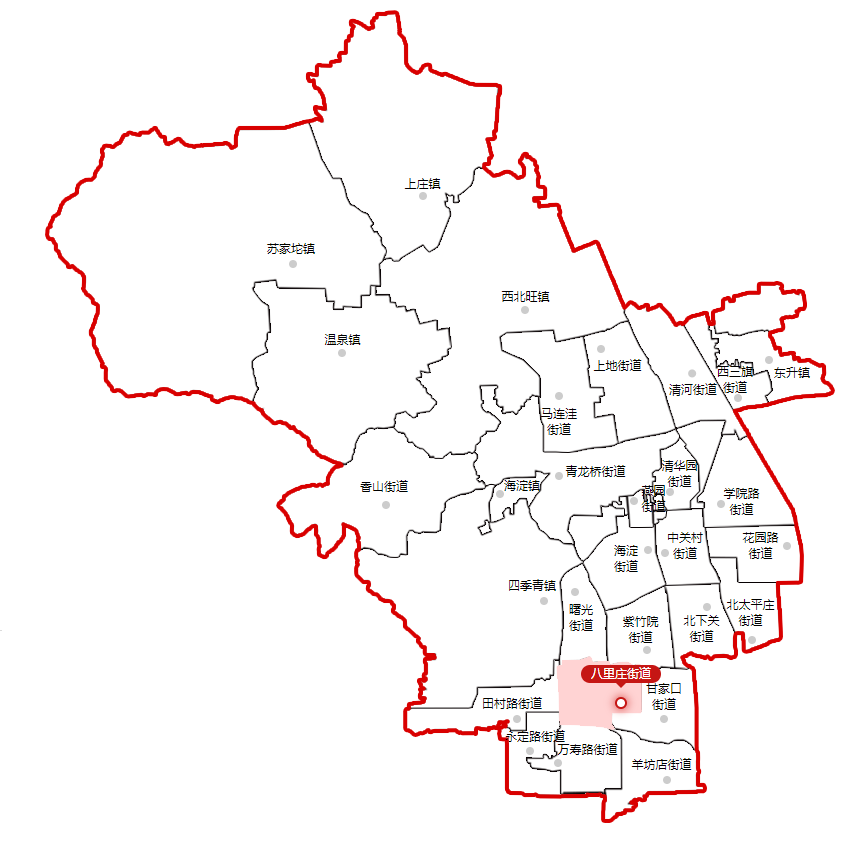 上庄镇
苏家坨镇
西北旺镇
温泉镇
上地街道
西三旗
街道
东升镇
清河街道
马连洼
街道
青龙桥街道
清华园
街道
香山街道
海淀镇
燕园
街道
学院路
街道
中关村
街道
花园路
街道
海淀
街道
四季青镇
曙光
街道
紫竹院
街道
北下关
街道
北太平庄
街道
八里庄街道
甘家口
街道
田村路街道
永定路街道
万寿路街道
羊坊店街道